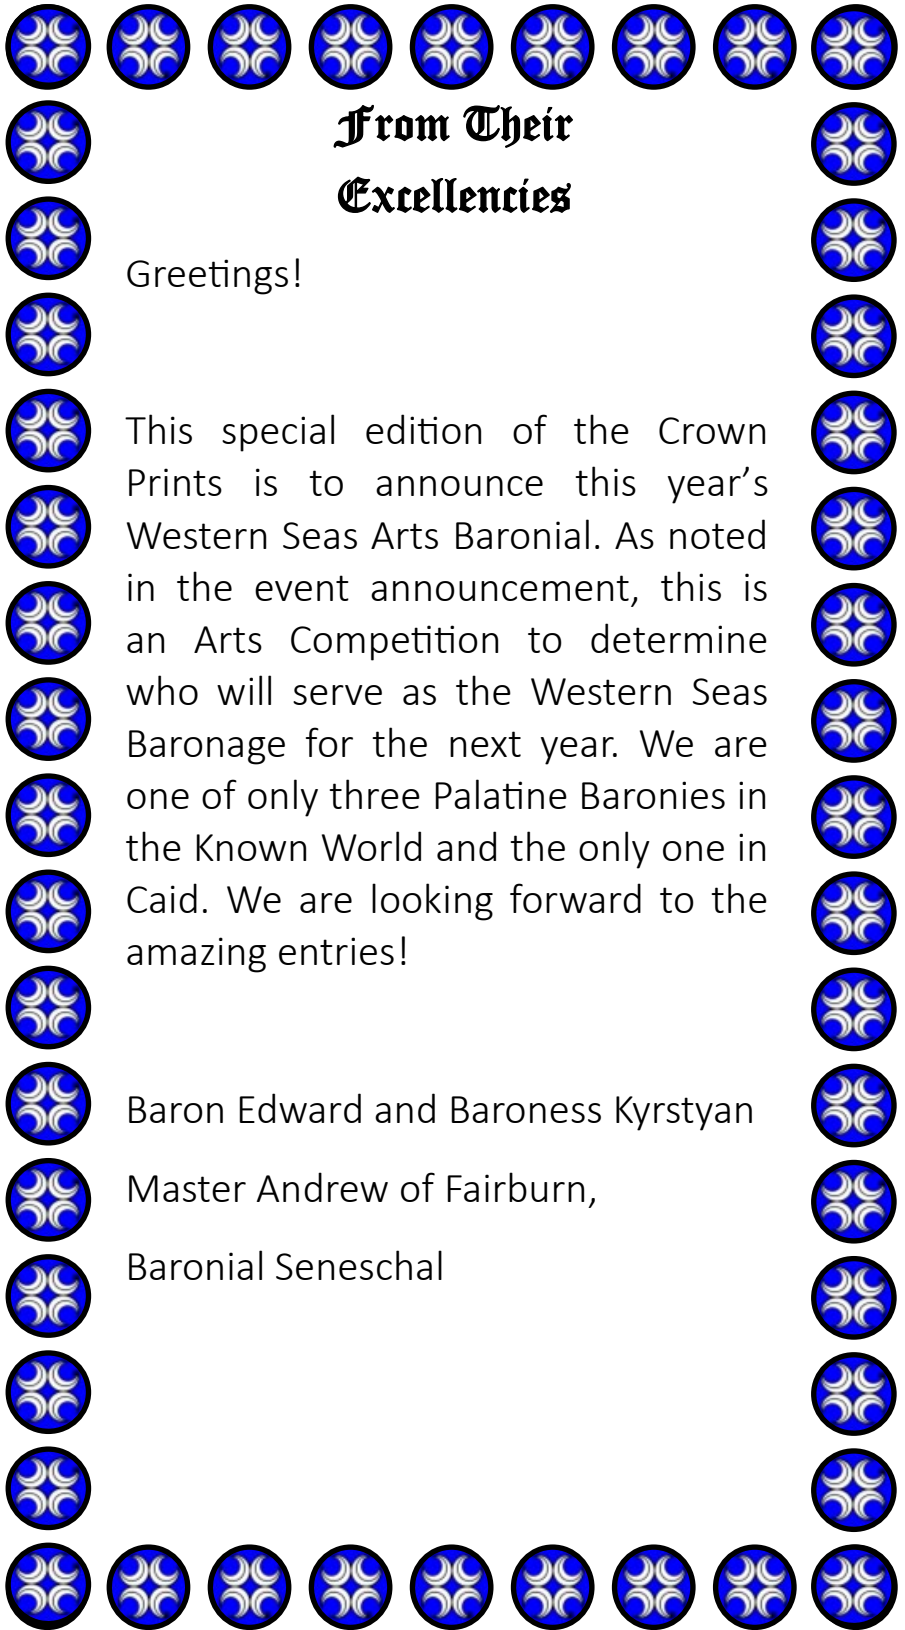 From Their
Excellencies
Greetings!
This special edition of the Crown
Prints is to announce this year’s
Western Seas Arts Baronial. As noted
in the event announcement, this is
an Arts Competition to determine
who will serve as the Western Seas
Baronage for the next year. We are
one of only three Palatine Baronies in
the Known World and the only one in
Caid. We are looking forward to the
amazing entries!
Baron Edward and Baroness Kyrstyan
Master Andrew of Fairburn,
Baronial Seneschal